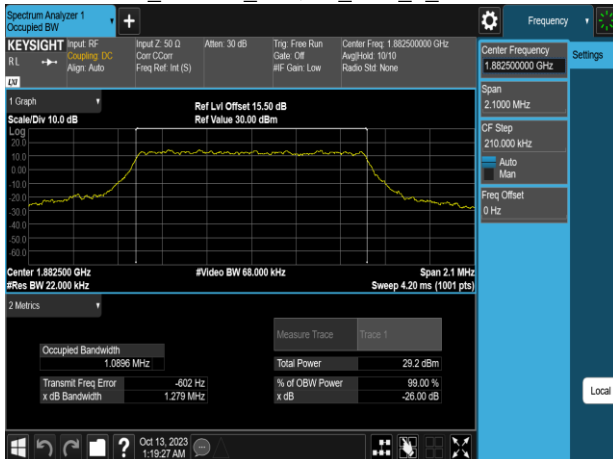 Spectrum Analyzer 1
Occupied BW
+
Frequency
KEYSIGHT
R L
LXI
Input: RF
Coupling: DC
Align: Auto
Input Z: 50 Ω
Corr CCorr
Freq Ref: Int (S)
Atten: 30 dB
Trig: Free Run
Gate: Off
#IF Gain: Low
Center Freq: 1.882500000 GHz
Avg|Hold: 10/10
Radio Std: None
Center Frequency
1.882500000 GHz
Settings
Span
2.1000 MHz
CF Step
210.000 kHz
Auto
Man
Freq Offset
0 Hz
Local
1 Graph
Scale/Div 10.0 dB
Ref Lvl Offset 15.50 dB
Ref Value 30.00 dBm
Log
20.0
10.0
0.00
-10.0
-20.0
-30.0
-40.0
-50.0
-60.0
Center 1.882500 GHz
#Res BW 22.000 kHz
#Video BW 68.000 kHz
Span 2.1 MHz
Sweep 4.20 ms (1001 pts)
2 Metrics
Measure Trace
Trace 1
Occupied Bandwidth
1.0896 MHz
Total Power
29.2 dBm
Transmit Freq Error
-602 Hz
% of OBW Power
99.00 %
x dB Bandwidth
1.279 MHz
x dB
-26.00 dB
?
Oct 13, 2023
1:19:27 AM